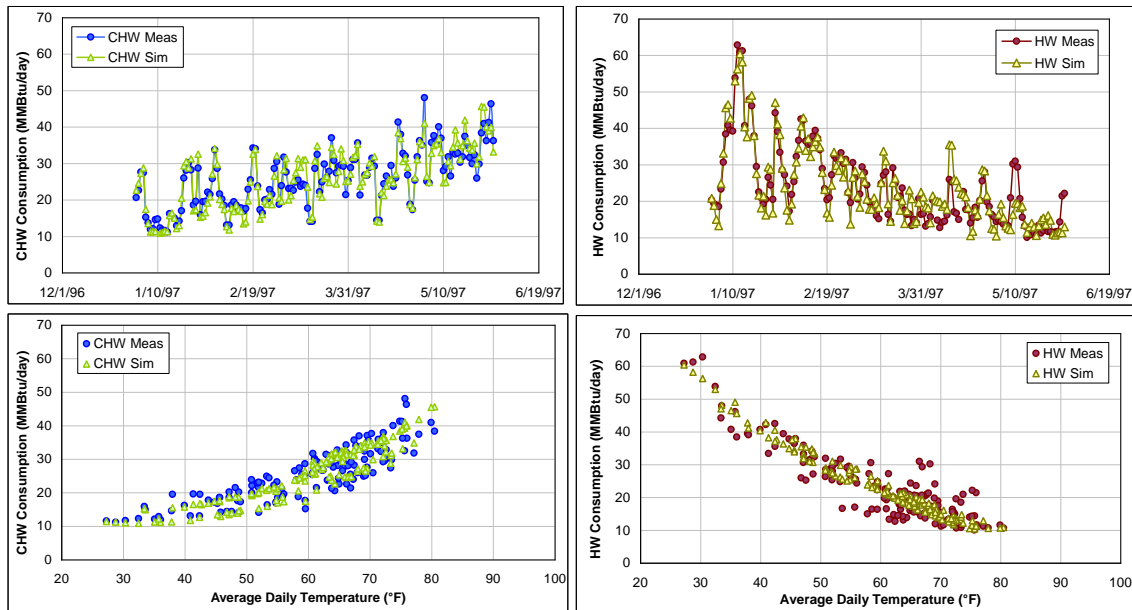 CHW Consumption (MMBtu/day)
70
60
50
40
30
20
10
0
CHW Meas
CHW Sim
12/1/96 1/10/97 2/19/97 3/31/97 5/10/97 6/19/97
HW Consumption (MMBtu/day)
70
60
50
40
30
20
10
0
HW Meas
HW Sim
12/1/96 1/10/97 2/19/97 3/31/97 5/10/97 6/19/97
CHW Consumption (MMBtu/day)
70
60
50
40
30
20
10
0
CHW Meas
CHW Sim
20 30 40 50 60 70 80 90 100
Average Daily Temperature (°F)
HW Consumption (MMBtu/day)
70
60
50
40
30
20
10
0
HW Meas
HW Sim
20 30 40 50 60 70 80 90 100
Average Daily Temperature (°F)